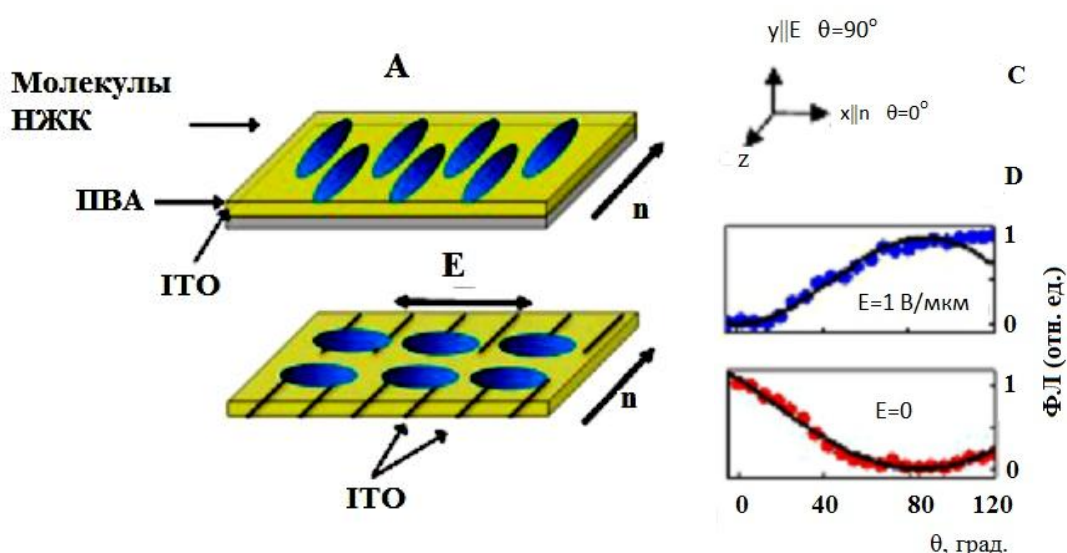 Молекулы
НЖК
A
ПВА
ITO
n
E
n
ITO
y||E θ=90°
x||n θ=0°
z
C
D
1
E=1 В/мкм
0
1
E=0
0
ФЛ (отн. ед.)
0 40 80 120
θ, град.